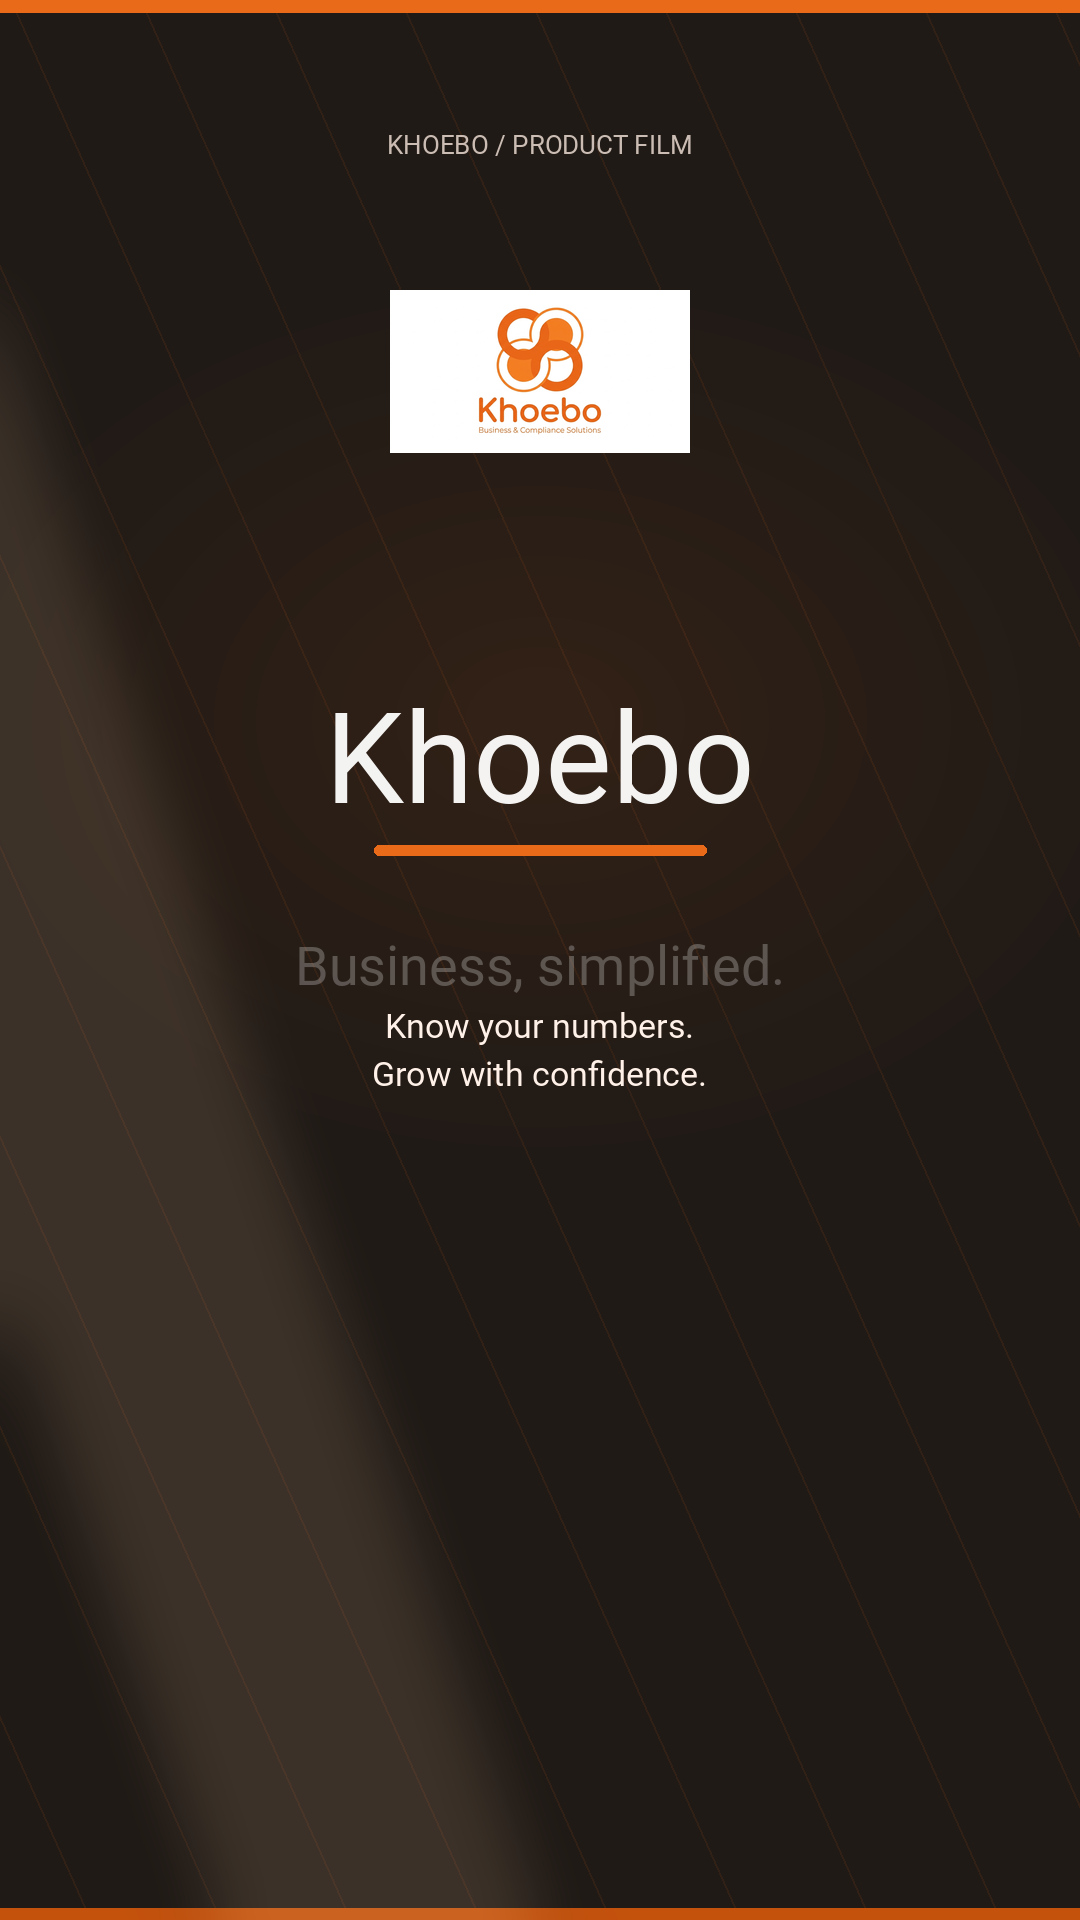 KHOEBO / PRODUCT FILM
Khoebo
Business & Compliance Solutions
Khoebo
Business, simplified.
Know your numbers.
Grow with confidence.